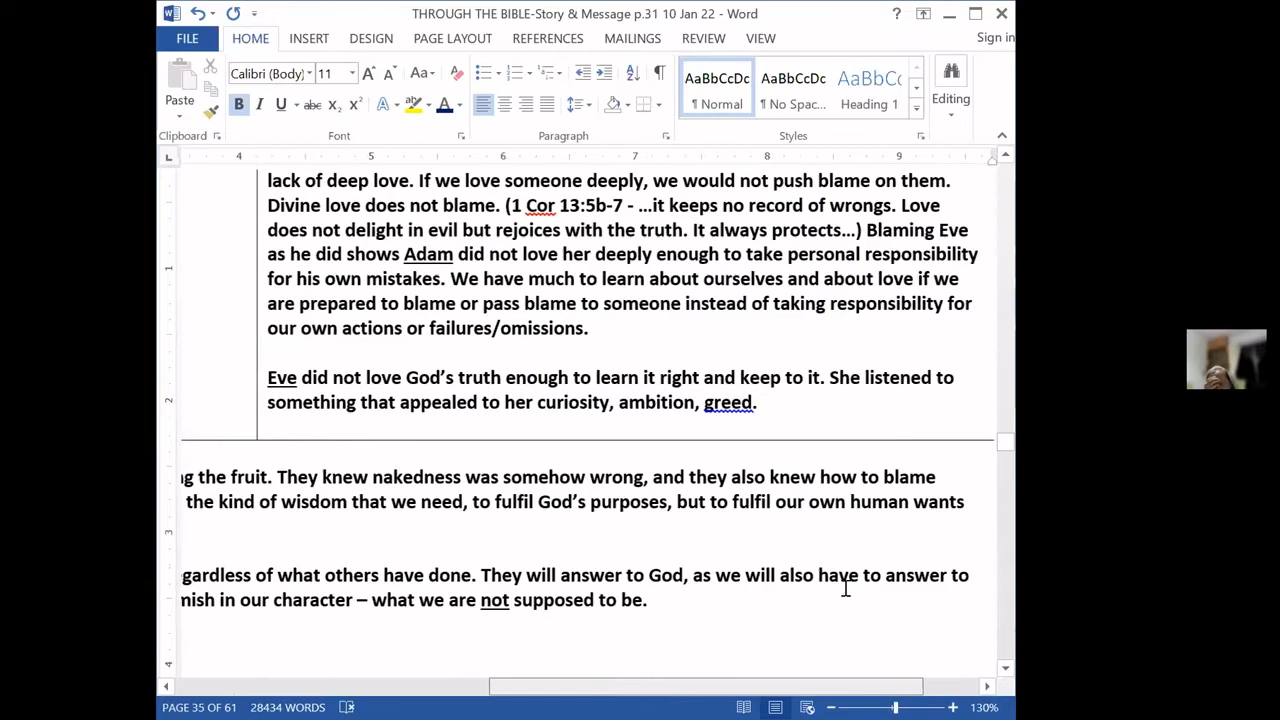 THROUGH THE BIBLE-Story & Message p.31 10 Jan 22 - Word
FILE HOME INSERT DESIGN PAGE LAYOUT REFERENCES MAILINGS REVIEW VIEW Sign in
Calibri (Body) 11
Paste
Clipboard Font Paragraph Styles
AaBbCcDc AaBbCcDc AaBbCc
¶ Normal ¶ No Spac... Heading 1
Editing
4 5 6 7 8 9
lack of deep love. If we love someone deeply, we would not push blame on them.
Divine love does not blame. (1 Cor 13:5b-7 - …it keeps no record of wrongs. Love
does not delight in evil but rejoices with the truth. It always protects…) Blaming Eve
as he did shows Adam did not love her deeply enough to take personal responsibility
for his own mistakes. We have much to learn about ourselves and about love if we
are prepared to blame or pass blame to someone instead of taking responsibility for
our own actions or failures/omissions.
Eve did not love God’s truth enough to learn it right and keep to it. She listened to
something that appealed to her curiosity, ambition, greed.
the fruit. They knew nakedness was somehow wrong, and they also knew how to blame
the kind of wisdom that we need, to fulfil God’s purposes, but to fulfil our own human wants
gardless of what others have done. They will answer to God, as we will also have to answer to
mish in our character – what we are not supposed to be.
1
2
3
4
PAGE 35 OF 61 28434 WORDS 130%